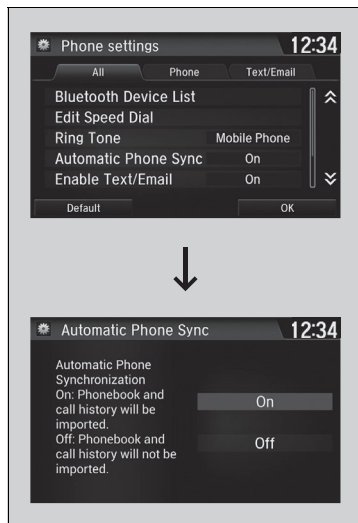 Phone settings 12:34
All Phone Text/Email
Bluetooth Device List
Edit Speed Dial
Ring Tone Mobile Phone
Automatic Phone Sync On
Enable Text/Email On
Default OK
Automatic Phone Sync 12:34
Automatic Phone
Synchronization
On: Phonebook and
call history will be
imported.
Off: Phonebook and
call history will not be
imported.
On
Off